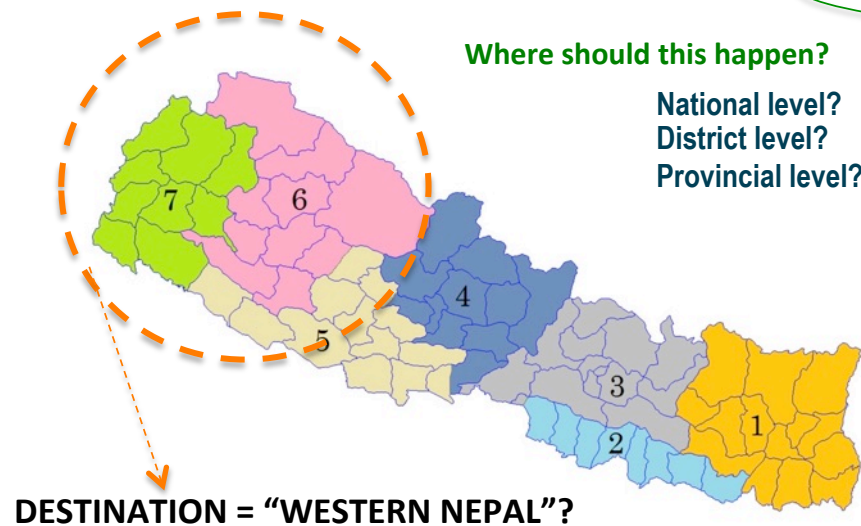 Where should this happen?
National level?
District level?
Provincial level?
7
6
4
5
3
2
1
DESTINATION = “WESTERN NEPAL”?